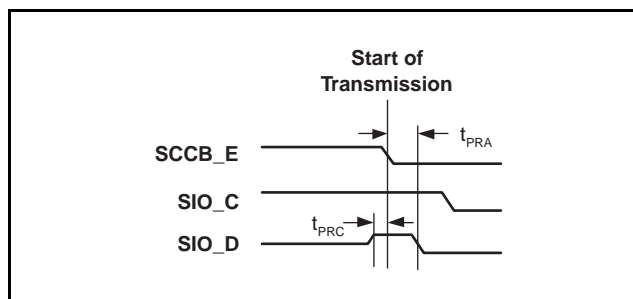 Start of
Transmission
tPRA
SCCB_E
SIO_C
tPRC
SIO_D